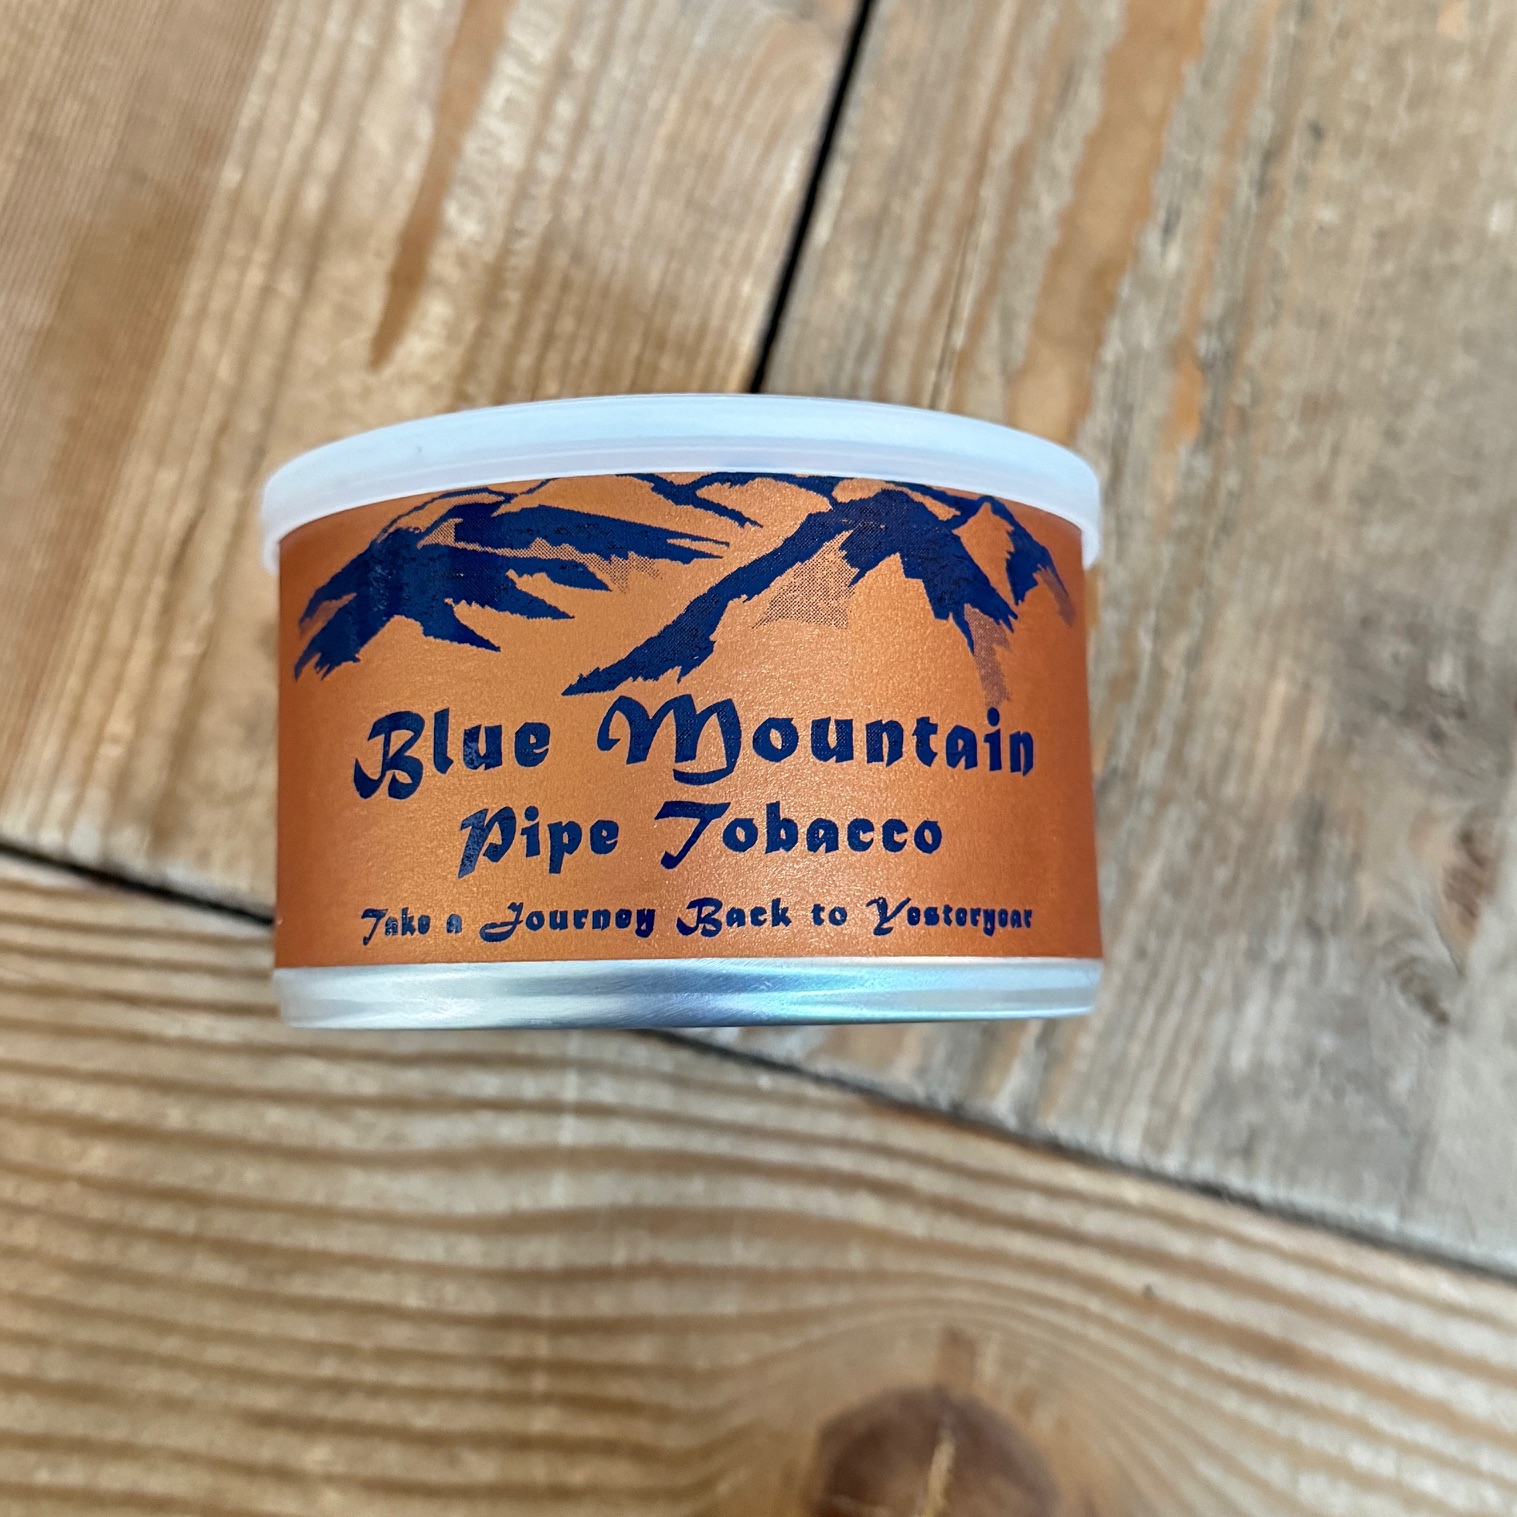 Blue Mountain
Pipe Tobacco
Take a Journey Back to Yesteryear